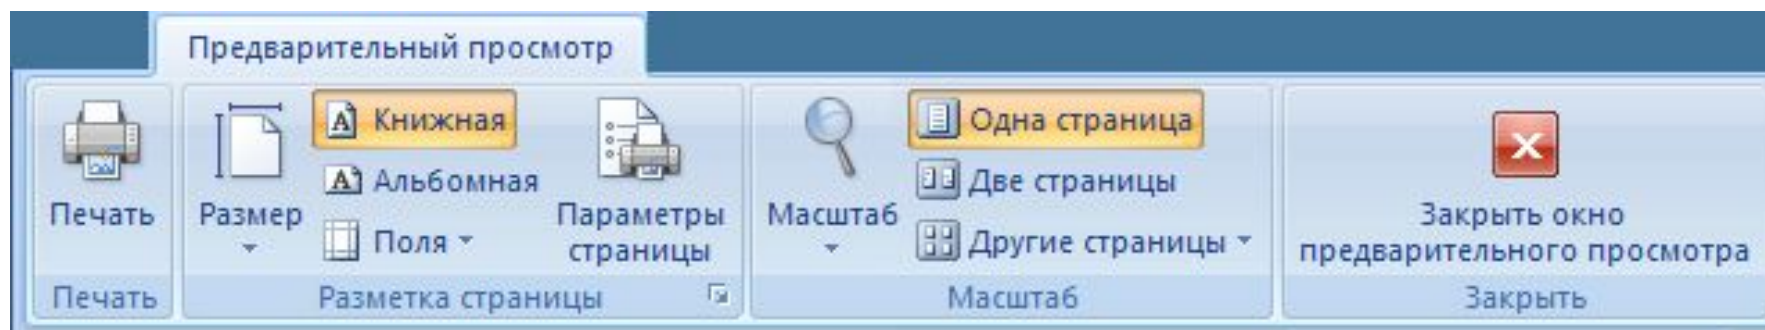 Предварительный просмотр
Печать
Печать
Размер
Книжная
Альбомная
Поля
Параметры
страницы
Разметка страницы
Масштаб
Одна страница
Две страницы
Другие страницы
Масштаб
Закрыть окно
предварительного просмотра
Закрыть